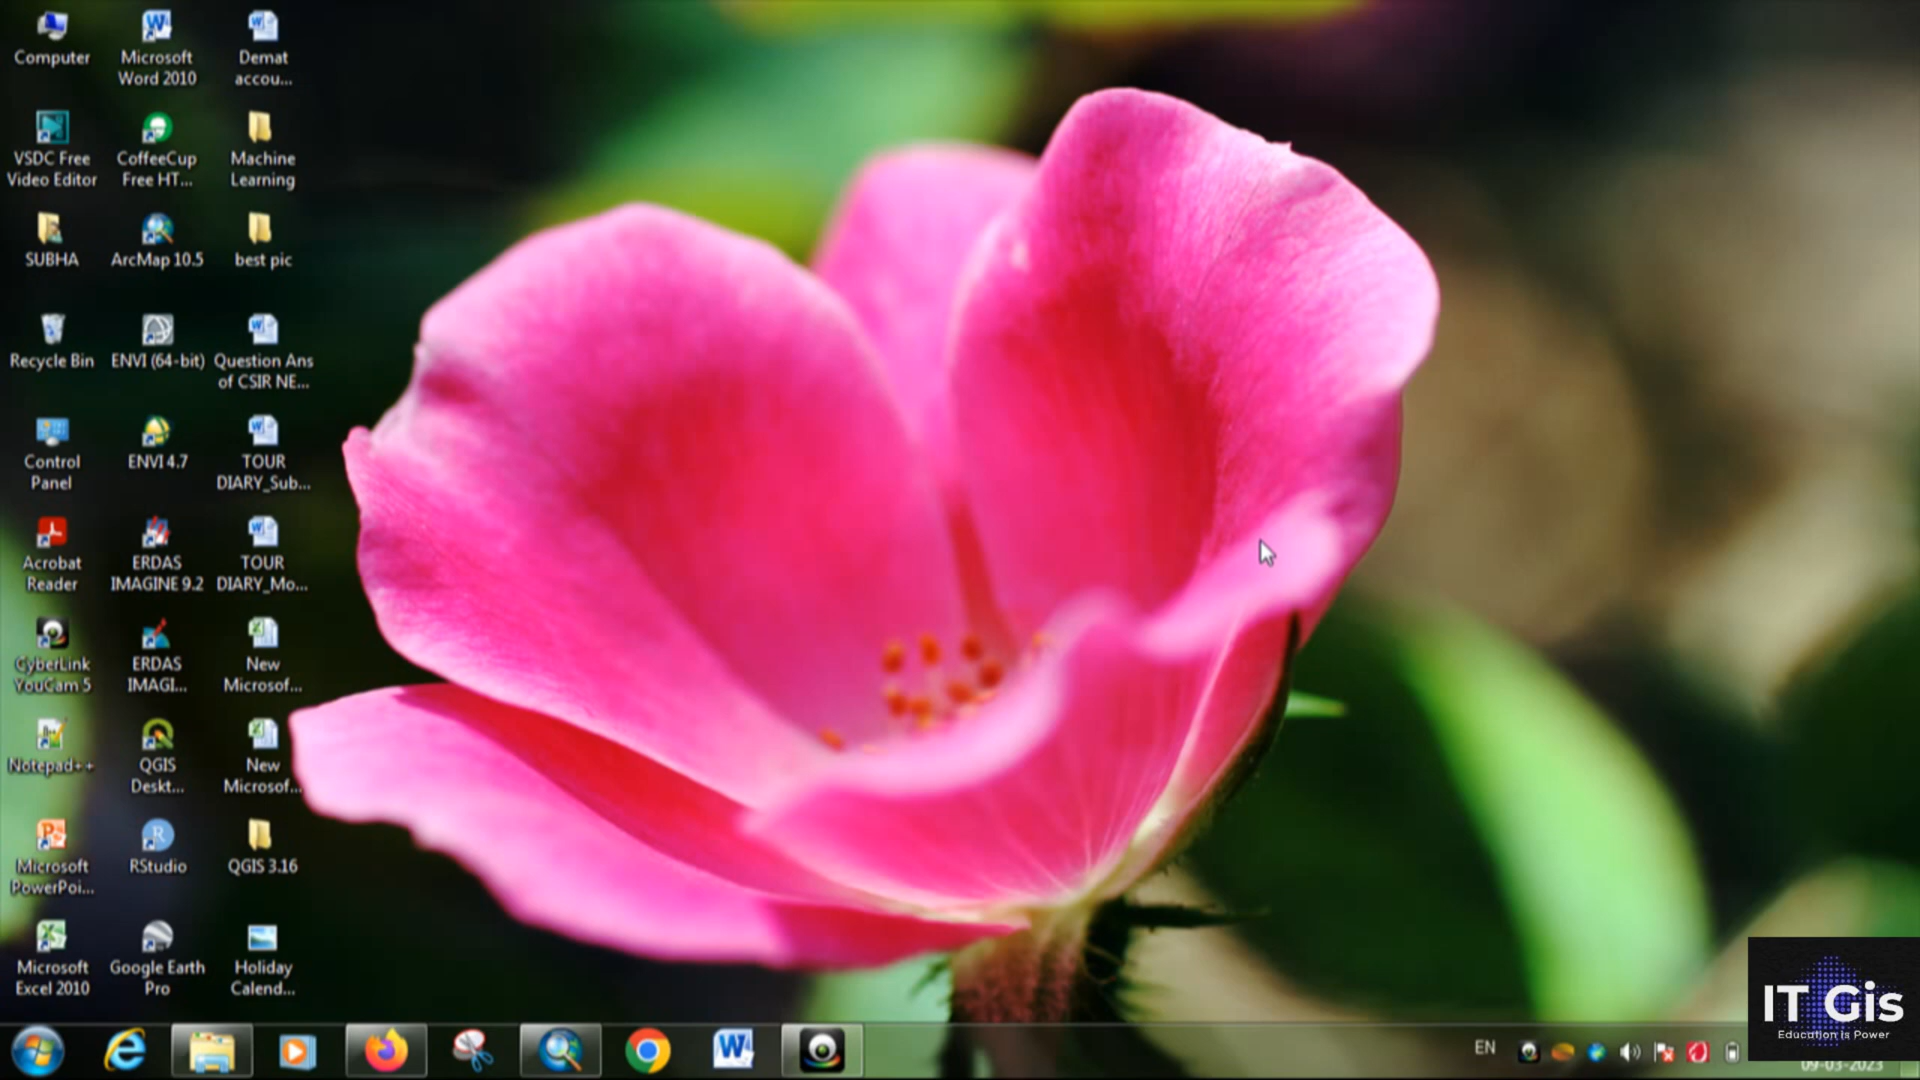 Computer
Microsoft
Word 2010
Demat
accou...
VSDC Free
Video Editor
CoffeeCup
Free HT...
Machine
Learning
SUBHA
ArcMap 10.5
best pic
Recycle Bin
ENVI (64-bit)
Question Ans
of CSIR NE...
Control
Panel
ENVI 4.7
TOUR
DIARY_Sub...
Acrobat
Reader
ERDAS
IMAGINE 9.2
TOUR
DIARY_Mo...
CyberLink
YouCam 5
ERDAS
IMAGI...
New
Microsof...
Notepad++
QGIS
Deskt...
New
Microsof...
Microsoft
PowerPoi...
RStudio
QGIS 3.16
Microsoft
Excel 2010
Google Earth
Pro
Holiday
Calend...
EN
IT Gis
Education is Power
09-03-2023